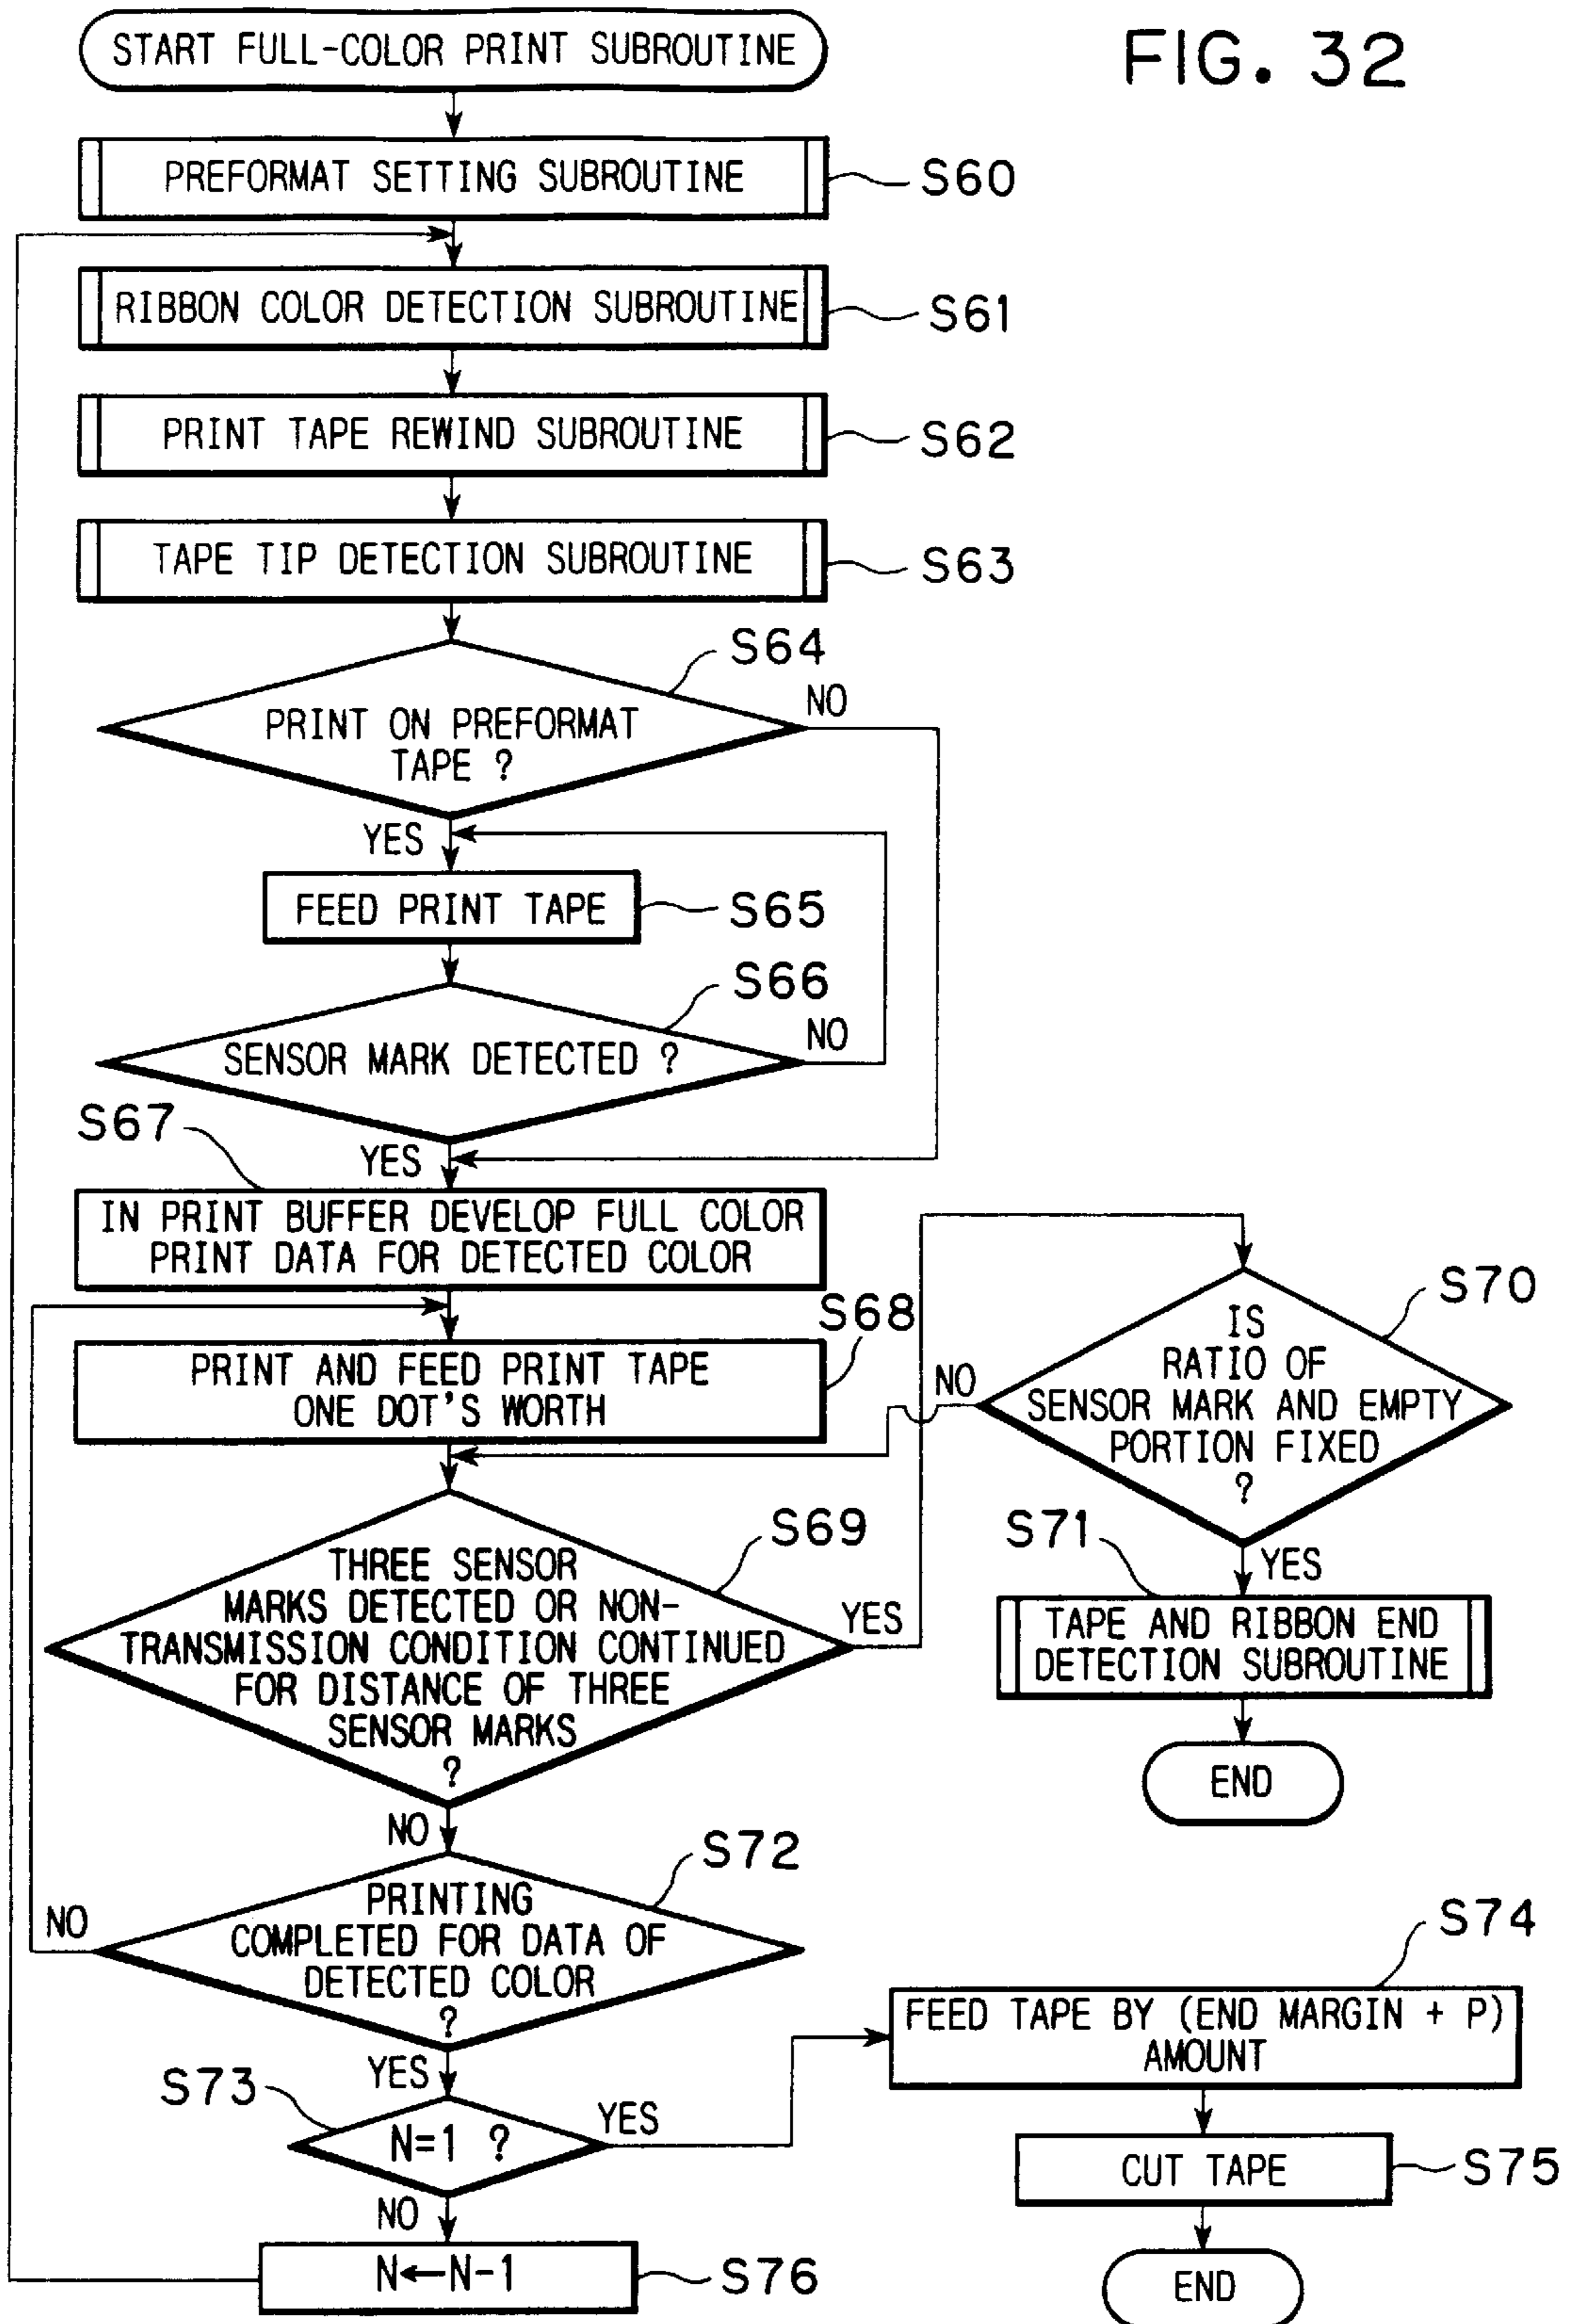 FIG. 32
START FULL-COLOR PRINT SUBROUTINE
PREFORMAT SETTING SUBROUTINE
S60
RIBBON COLOR DETECTION SUBROUTINE
S61
PRINT TAPE REWIND SUBROUTINE
S62
TAPE TIP DETECTION SUBROUTINE
S63
S64
PRINT ON PREFORMAT
TAPE ?
NO
YES
FEED PRINT TAPE
S65
S66
SENSOR MARK DETECTED ?
NO
YES
S67
IN PRINT BUFFER DEVELOP FULL COLOR
PRINT DATA FOR DETECTED COLOR
S68
PRINT AND FEED PRINT TAPE
ONE DOT'S WORTH
S69
THREE SENSOR
MARKS DETECTED OR NON-
TRANSMISSION CONDITION CONTINUED
FOR DISTANCE OF THREE
SENSOR MARKS
?
YES
NO
S70
IS
RATIO OF
SENSOR MARK AND EMPTY
PORTION FIXED
?
NO
YES
S71
TAPE AND RIBBON END
DETECTION SUBROUTINE
END
S72
PRINTING
COMPLETED FOR DATA OF
DETECTED COLOR
?
NO
YES
S73
N=1 ?
YES
NO
S74
FEED TAPE BY (END MARGIN + P)
AMOUNT
CUT TAPE
S75
END
N←N-1
S76